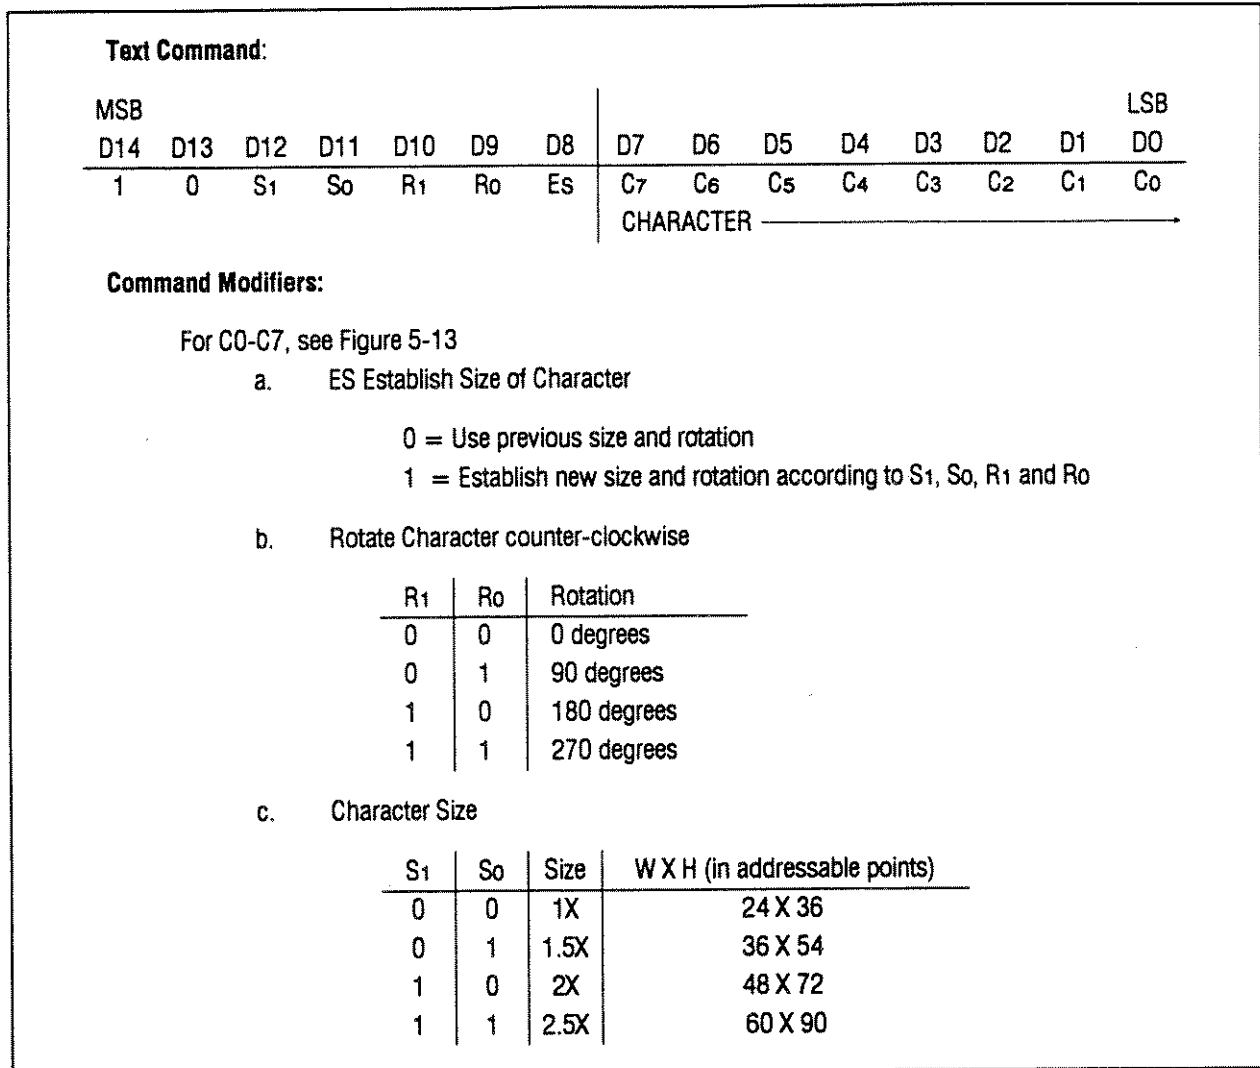 Text Command:
MSB LSB
D14 D13 D12 D11 D10 D9 D8 D7 D6 D5 D4 D3 D2 D1 D0
1 0 S1 So R1 Ro Es C7 C6 C5 C4 C3 C2 C1 Co
CHARACTER
Command Modifiers:
For C0-C7, see Figure 5-13
a. ES Establish Size of Character
0 = Use previous size and rotation
1 = Establish new size and rotation according to S1, So, R1 and Ro
b. Rotate Character counter-clockwise
R1 Ro Rotation
0 0 0 degrees
0 1 90 degrees
1 0 180 degrees
1 1 270 degrees
c. Character Size
S1 So Size W X H (in addressable points)
0 0 1X 24 X 36
0 1 1.5X 36 X 54
1 0 2X 48 X 72
1 1 2.5X 60 X 90